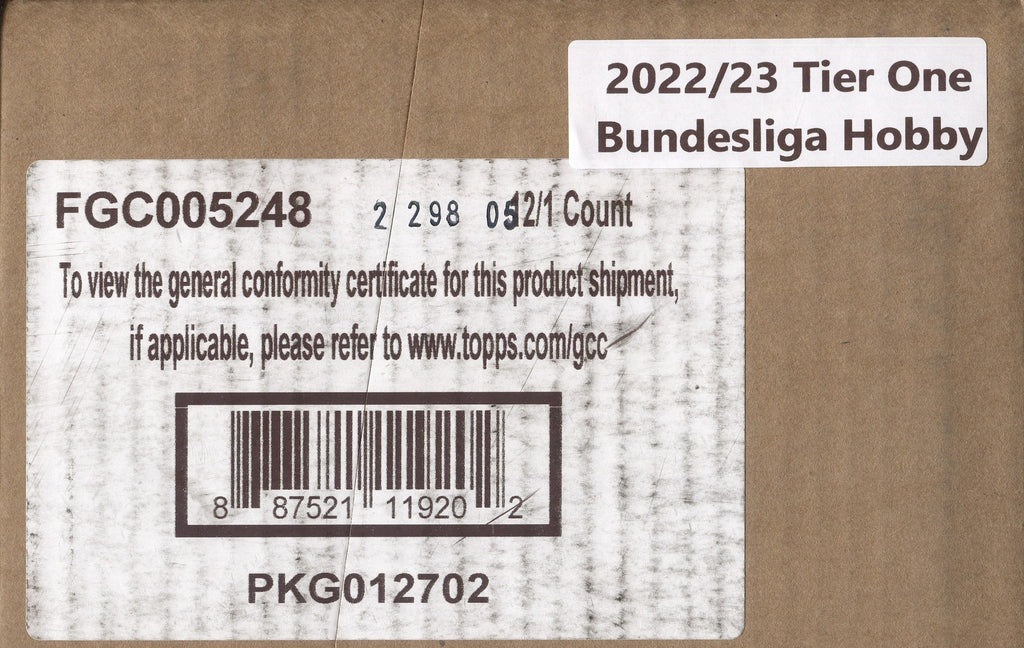 2022/23 Tier One
Bundesliga Hobby
FGC005248 2 298 05 12/1 Count
To view the general conformity certificate for this product shipment,
if applicable, please refer to www.topps.com/gcc
8 87521 11920 2
PKG012702